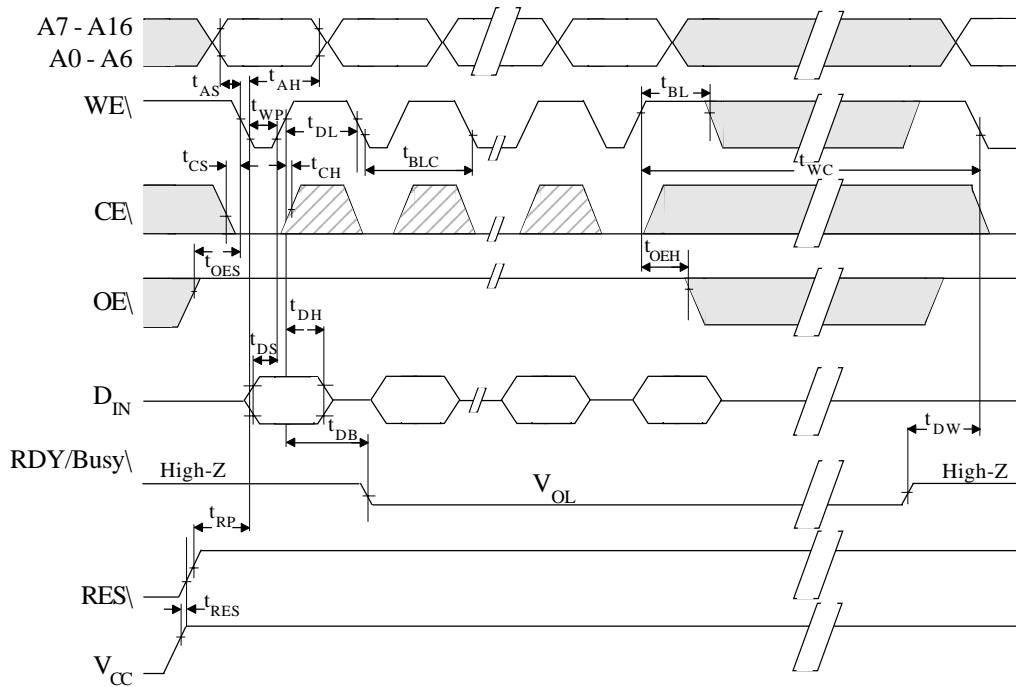 A7 - A16
A0 - A6
tAS
tAH
WE\
tWP
tDL
tBL
tBLC
tCS
tCH
tWC
CE\
tOES
tOEH
OE\
tDH
tDS
DIN
tDB
tDW
RDY/Busy\
High-Z
VOL
High-Z
tRP
RES\
tRES
VCC